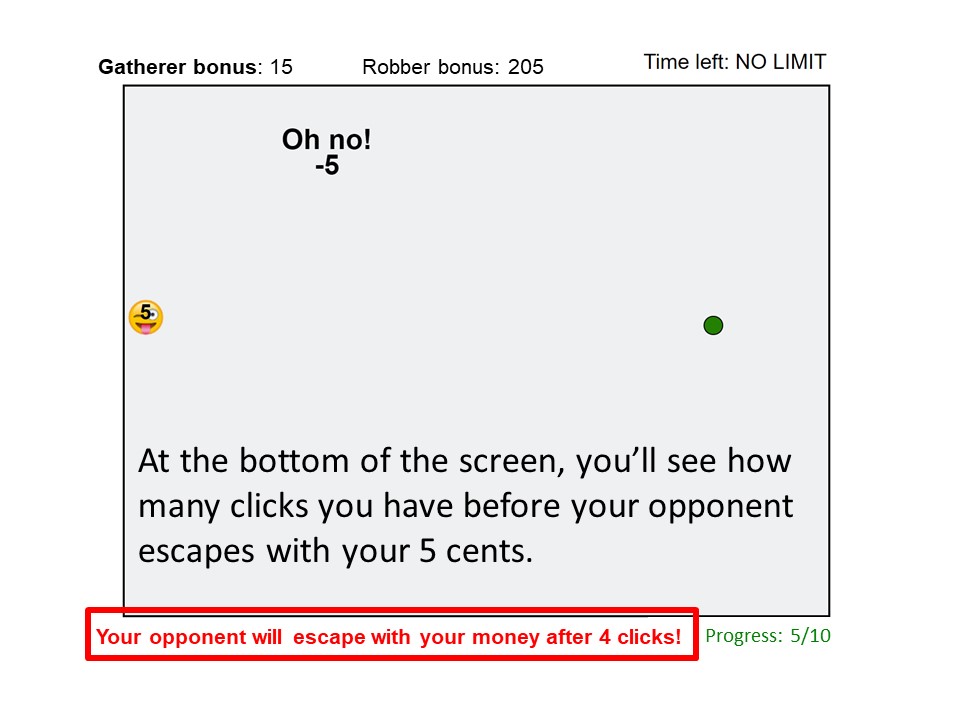 Gatherer bonus: 15 Robber bonus: 205 Time left: NO LIMIT
Oh no!
-5
5
At the bottom of the screen, you’ll see how
many clicks you have before your opponent
escapes with your 5 cents.
Your opponent will escape with your money after 4 clicks! Progress: 5/10